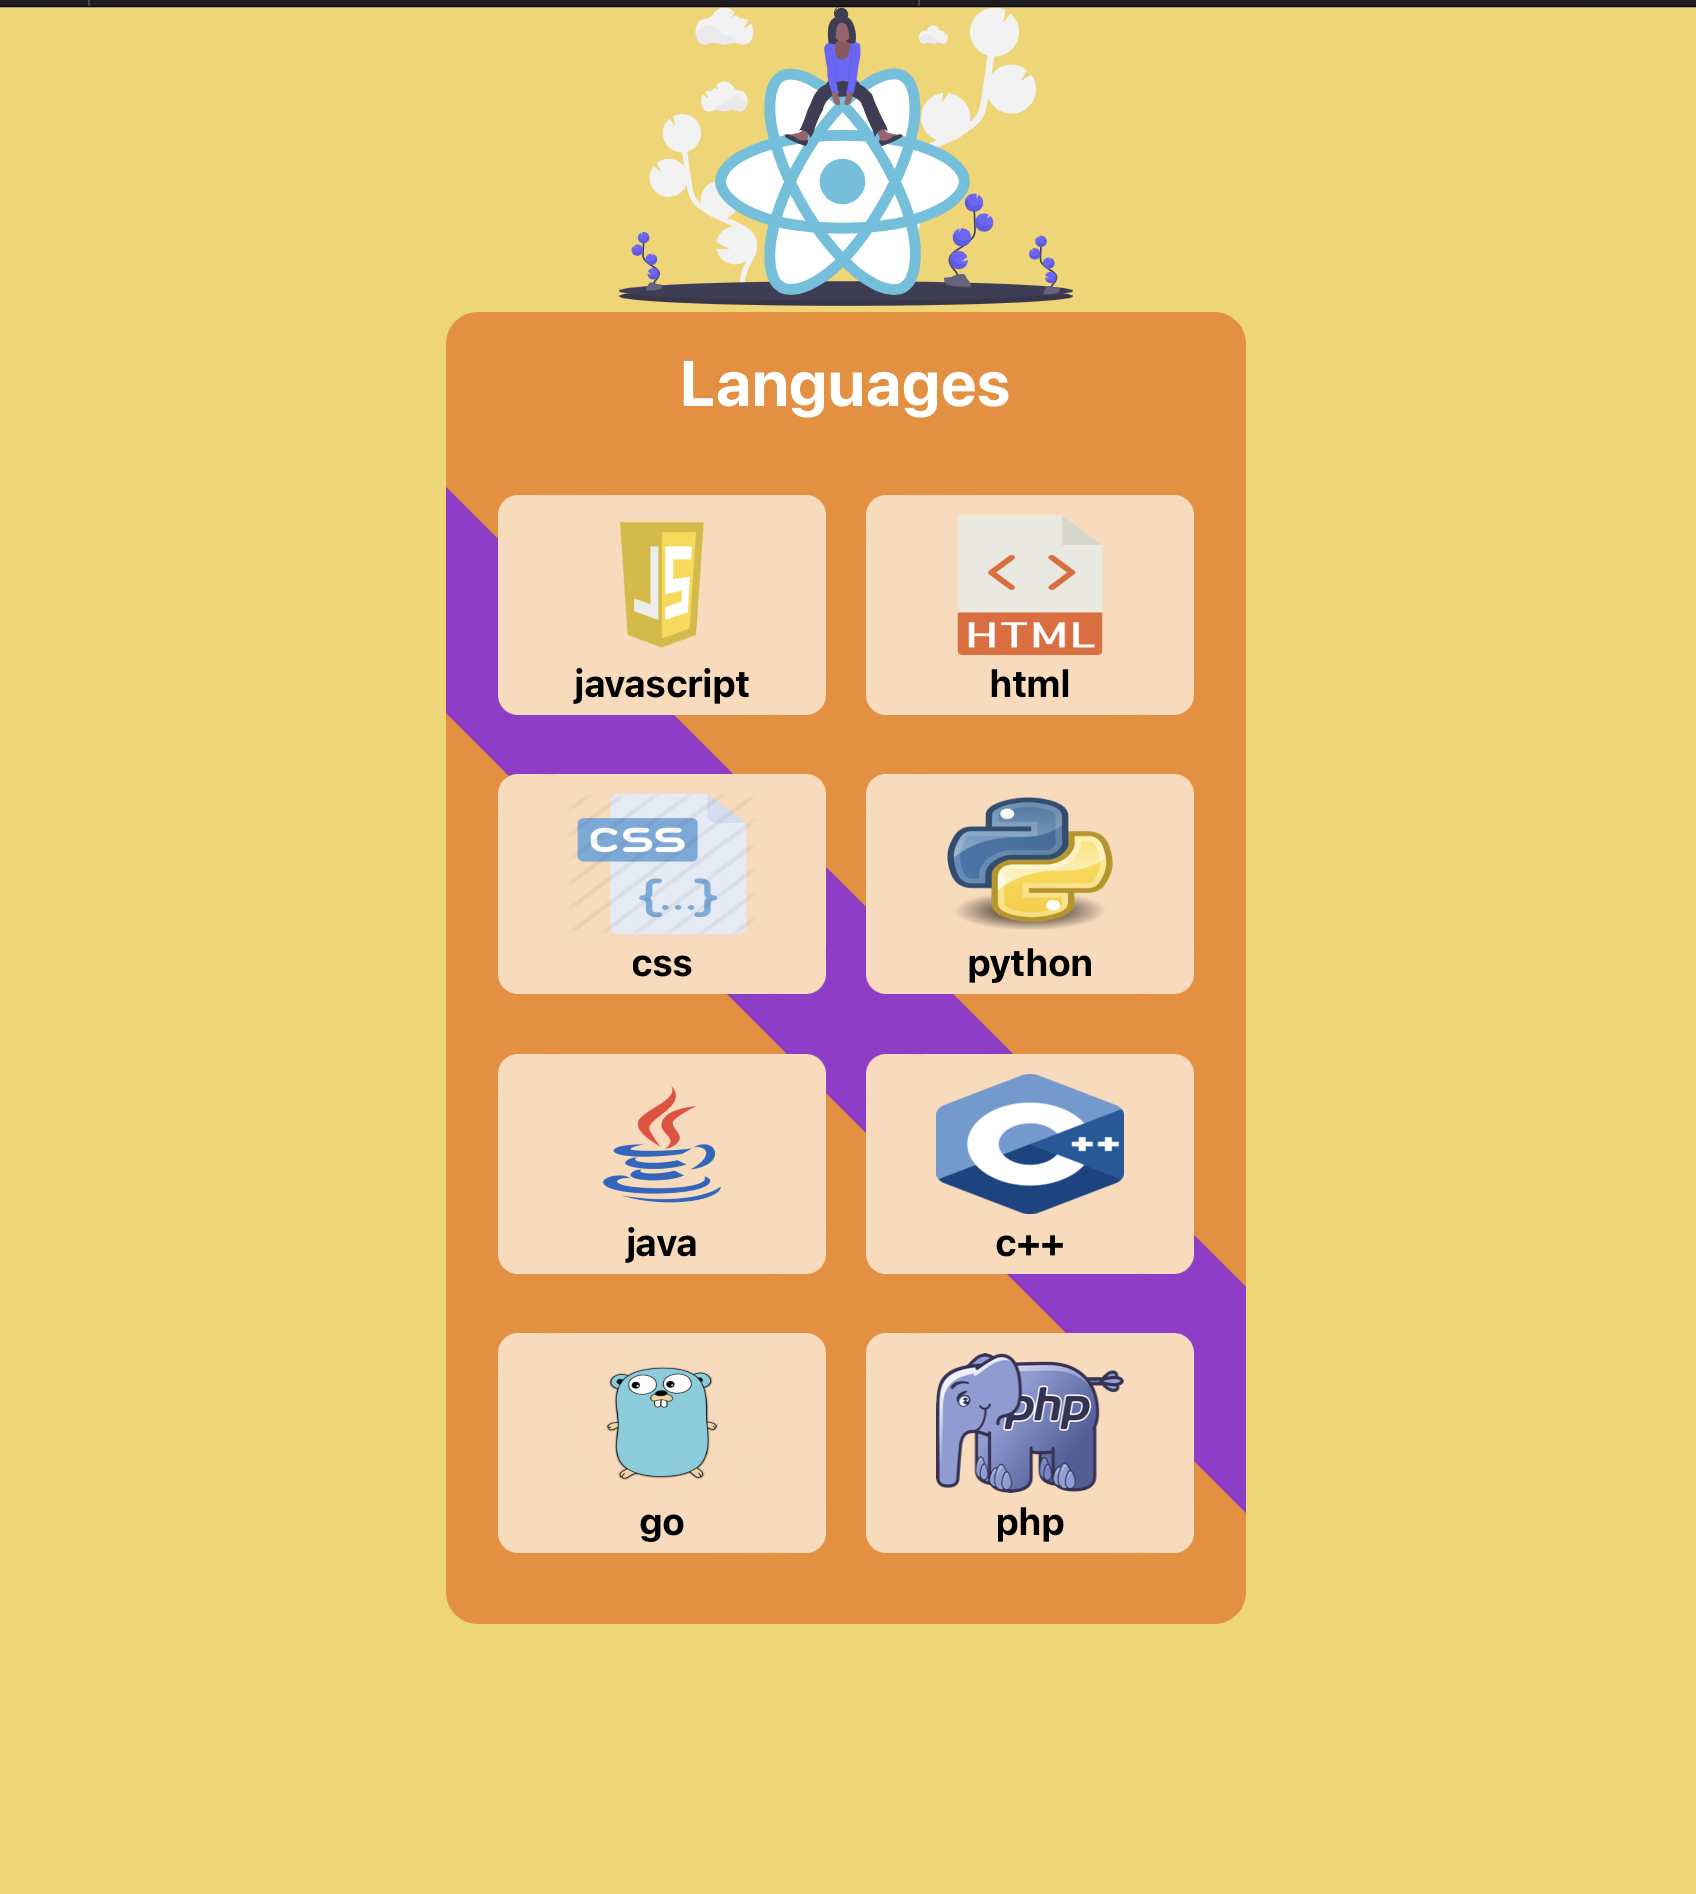 Languages
JS
< >
HTML
javascript
html
CSS
{...}
css
python
C ++
java
c++
php
go
php